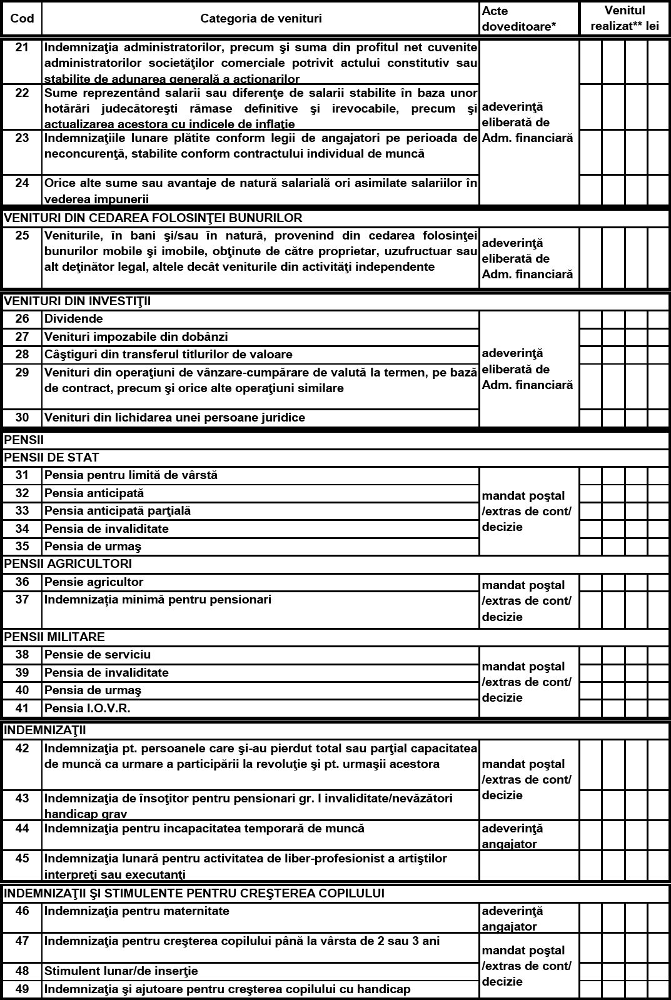 Cod Categoria de venituri Acte doveditoare* Venitul realizat** lei
21 Indemnizaţia administratorilor, precum şi suma din profitul net cuvenite
administratorilor societăţilor comerciale potrivit actului constitutiv sau
stabilite de adunarea generală a acţionarilor
22 Sume reprezentând salarii sau diferenţe de salarii stabilite în baza unor
hotărâri judecătoreşti rămase definitive şi irevocabile, precum şi
actualizarea acestora cu indicele de inflaţie
23 Indemnizaţiile lunare plătite conform legii de angajatori pe perioada de
neconcurenţă, stabilite conform contractului individual de muncă
24 Orice alte sume sau avantaje de natură salarială ori asimilate salariilor în
vederea impunerii
adeverinţă
eliberată de
Adm. financiară
VENITURI DIN CEDAREA FOLOSINŢEI BUNURILOR
25 Veniturile, în bani şi/sau în natură, provenind din cedarea folosinţei
bunurilor mobile şi imobile, obţinute de către proprietar, uzufructuar sau
alt deţinător legal, altele decât veniturile din activităţi independente
adeverinţă
eliberată de
Adm. financiară
VENITURI DIN INVESTIŢII
26 Dividende
27 Venituri impozabile din dobânzi
28 Câştiguri din transferul titlurilor de valoare
29 Venituri din operaţiuni de vânzare-cumpărare de valută la termen, pe bază
de contract, precum şi orice alte operaţiuni similare
30 Venituri din lichidarea unei persoane juridice
adeverinţă
eliberată de
Adm. financiară
PENSII
PENSII DE STAT
31 Pensia pentru limită de vârstă
32 Pensia anticipată
33 Pensia anticipată parţială
34 Pensia de invaliditate
35 Pensia de urmaş
mandat poştal
/extras de cont/
decizie
PENSII AGRICULTORI
36 Pensie agricultor
37 Indemnizația minimă pentru pensionari
mandat poştal
/extras de cont/
decizie
PENSII MILITARE
38 Pensie de serviciu
39 Pensia de invaliditate
40 Pensia de urmaş
41 Pensia I.O.V.R.
mandat poştal
/extras de cont/
decizie
INDEMNIZAŢII
42 Indemnizaţia pt. persoanele care şi-au pierdut total sau parţial capacitatea
de muncă ca urmare a participării la revoluţie şi pt. urmaşii acestora
43 Indemnizaţia de însoţitor pentru pensionari gr. I invaliditate/nevăzători
handicap grav
mandat poştal
/extras de cont/
decizie
44 Indemnizaţia pentru incapacitatea temporară de muncă adeverinţă
angajator
45 Indemnizaţia lunară pentru activitatea de liber-profesionist a artiştilor
interpreţi sau executanţi
INDEMNIZAŢII ŞI STIMULENTE PENTRU CREŞTEREA COPILULUI
46 Indemnizaţia pentru maternitate adeverinţă
angajator
47 Indemnizaţia pentru creşterea copilului până la vârsta de 2 sau 3 ani
48 Stimulent lunar/de inserţie
49 Indemnizaţia şi ajutoare pentru creşterea copilului cu handicap
mandat poştal
/extras de cont/
decizie